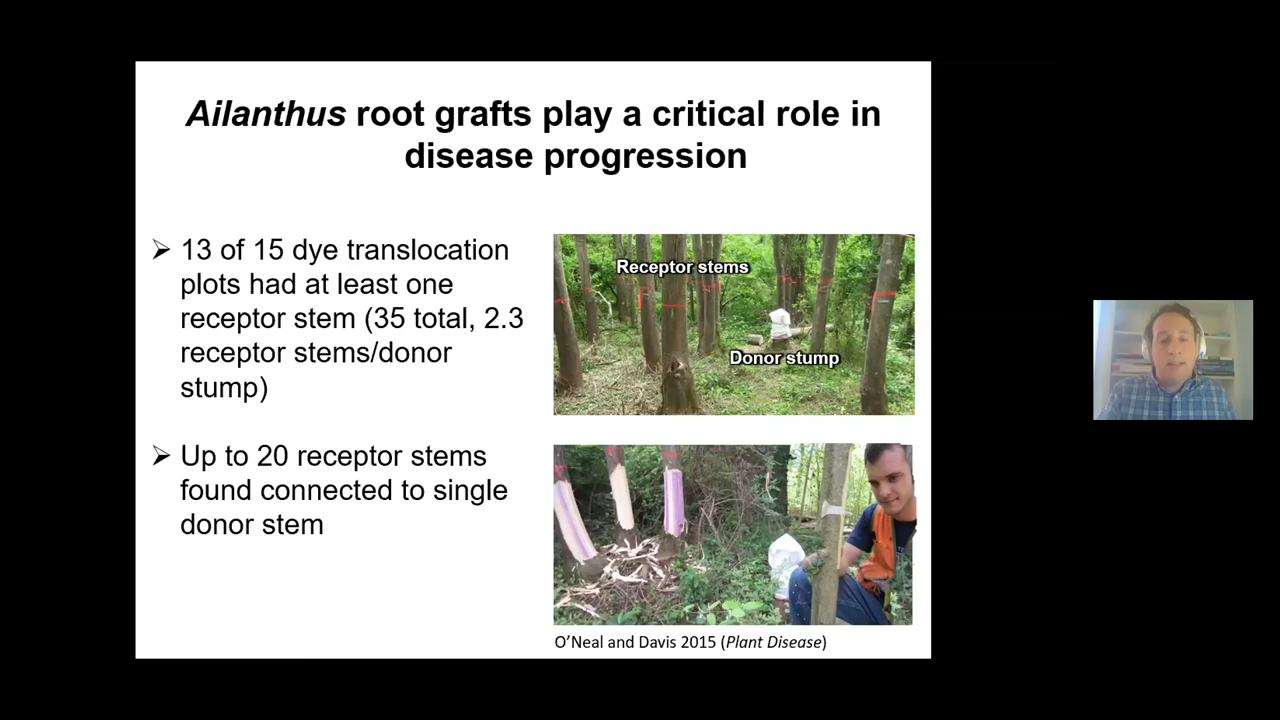 Ailanthus root grafts play a critical role in
disease progression
➢ 13 of 15 dye translocation
plots had at least one
receptor stem (35 total, 2.3
receptor stems/donor
stump)
Receptor stems
Donor stump
➢ Up to 20 receptor stems
found connected to single
donor stem
O’Neal and Davis 2015 (Plant Disease)